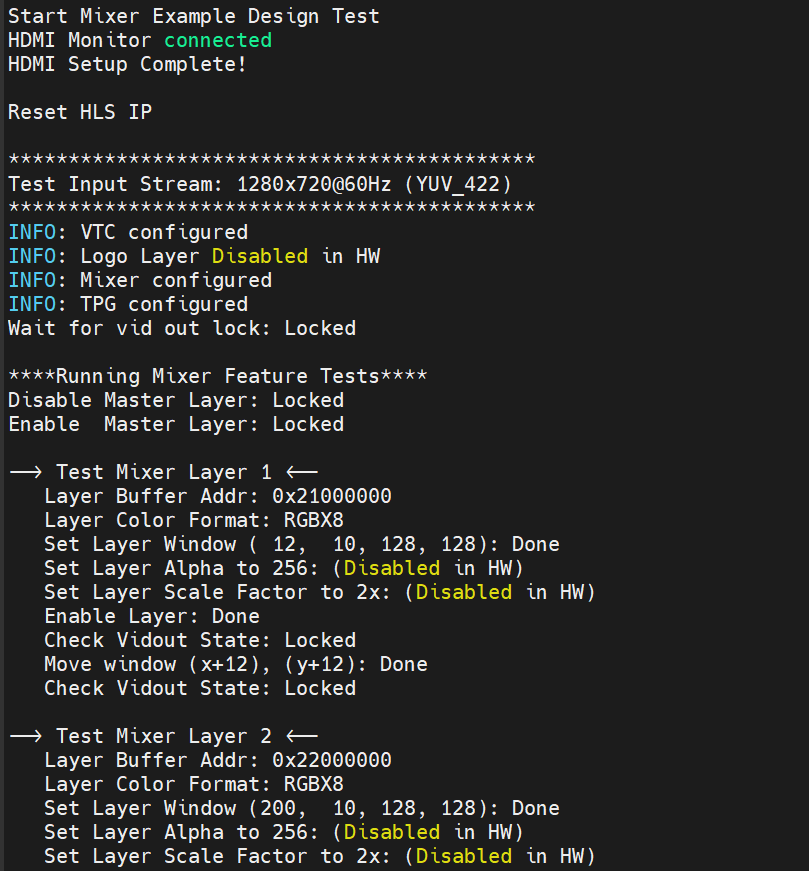 Start Mixer Example Design Test
HDMI Monitor connected
HDMI Setup Complete!
Reset HLS IP
********************************************
Test Input Stream: 1280x720@60Hz (YUV_422)
********************************************
INFO: VTC configured
INFO: Logo Layer Disabled in HW
INFO: Mixer configured
INFO: TPG configured
Wait for vid out lock: Locked
****Running Mixer Feature Tests****
Disable Master Layer: Locked
Enable  Master Layer: Locked
--> Test Mixer Layer 1 <--
Layer Buffer Addr: 0x21000000
Layer Color Format: RGBX8
Set Layer Window ( 12,  10, 128, 128): Done
Set Layer Alpha to 256: (Disabled in HW)
Set Layer Scale Factor to 2x: (Disabled in HW)
Enable Layer: Done
Check Vidout State: Locked
Move window (x+12), (y+12): Done
Check Vidout State: Locked
--> Test Mixer Layer 2 <--
Layer Buffer Addr: 0x22000000
Layer Color Format: RGBX8
Set Layer Window (200,  10, 128, 128): Done
Set Layer Alpha to 256: (Disabled in HW)
Set Layer Scale Factor to 2x: (Disabled in HW)